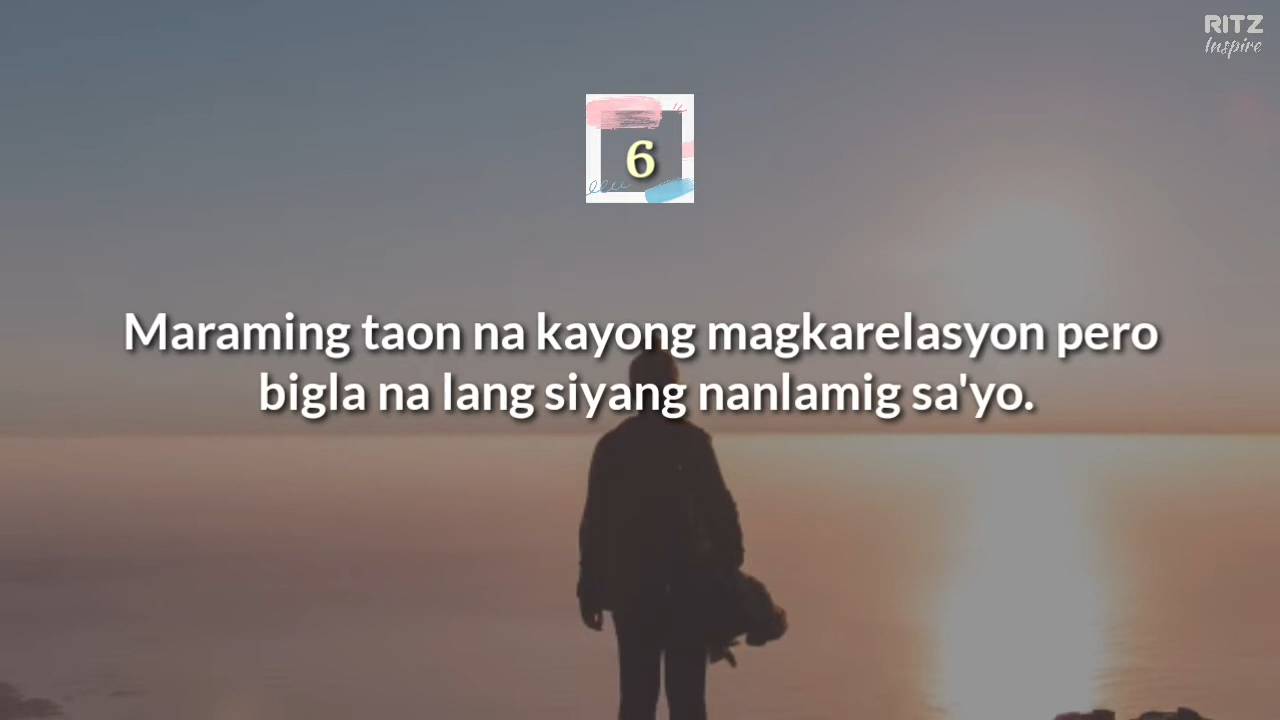 RITZ
Inspire
6
Maraming taon na kayong magkarelasyon pero
bigla na lang siyang nanlamig sa'yo.